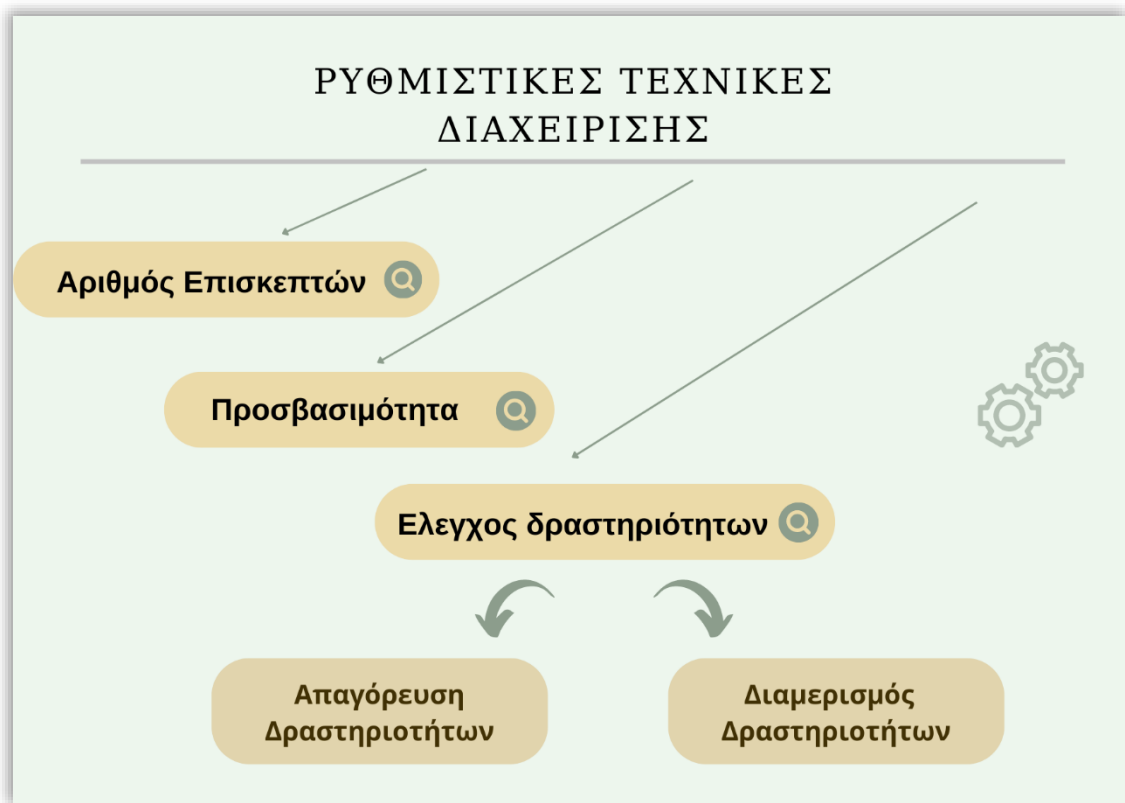 ΡΥΘΜΙΣΤΙΚΕΣ ΤΕΧΝΙΚΕΣ
ΔΙΑΧΕΙΡΙΣΗΣ
Αριθμός Επισκεπτών
Προσβασιμότητα
Ελεγχος δραστηριότητων
Απαγόρευση
Δραστηριοτήτων
Διαμερισμός
Δραστηριοτήτων